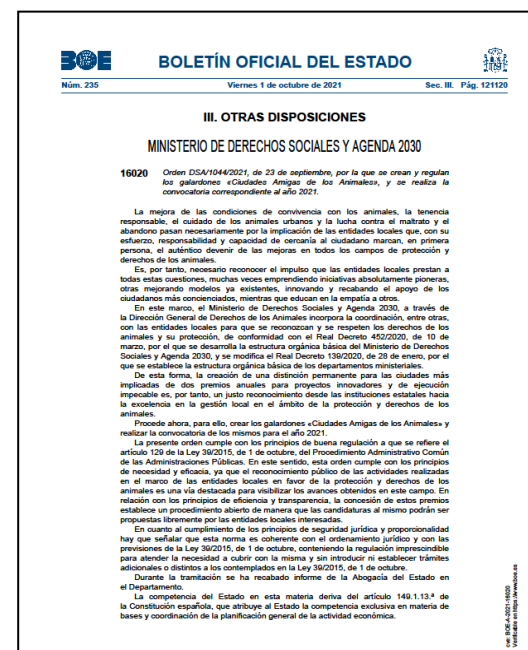 BOE
BOLETÍN OFICIAL DEL ESTADO
Núm. 235
Viernes 1 de octubre de 2021
Sec. III. Pág. 121120
III. OTRAS DISPOSICIONES
MINISTERIO DE DERECHOS SOCIALES Y AGENDA 2030
16020
Orden DSA/1044/2021, de 23 de septiembre, por la que se crean y regulan
los galardones «Ciudades Amigas de los Animales», y se realiza la
convocatoria correspondiente al año 2021.
La mejora de las condiciones de convivencia con los animales, la tenencia
responsable, el cuidado de los animales urbanos y la lucha contra el maltrato y el
abandono pasan necesariamente por la implicación de las entidades locales que, con su
esfuerzo, responsabilidad y capacidad de cercanía al ciudadano marcan, en primera
persona, el auténtico devenir de las mejoras en todos los campos de protección y
derechos de los animales.
Es, por tanto, necesario reconocer el impulso que las entidades locales prestan a
todas estas cuestiones, muchas veces emprendiendo iniciativas absolutamente pioneras,
otras mejorando modelos ya existentes, innovando y recabando el apoyo de los
ciudadanos más concienciados, mientras que educan en la empatía a otros.
En este marco, el Ministerio de Derechos Sociales y Agenda 2030, a través de
la Dirección General de Derechos de los Animales incorpora la coordinación, entre otras,
con las entidades locales para que se reconozcan y se respeten los derechos de los
animales y su protección, de conformidad con el Real Decreto 452/2020, de 10 de
marzo, por el que se desarrolla la estructura orgánica básica del Ministerio de Derechos
Sociales y Agenda 2030, y se modifica el Real Decreto 139/2020, de 28 de enero, por el
que se establece la estructura orgánica básica de los departamentos ministeriales.
De esta forma, la creación de una distinción permanente para las ciudades más
implicadas de dos premios anuales para proyectos innovadores y de ejecución
impecable es, por tanto, un justo reconocimiento desde las instituciones estatales hacia
la excelencia en la gestión local en el ámbito de la protección y derechos de los
animales.
Procede ahora, para ello, crear los galardones «Ciudades Amigas de los Animales» y
realizar la convocatoria de los mismos para el año 2021.
La presente orden cumple con los principios de buena regulación a que se refiere el
artículo 129 de la Ley 39/2015, de 1 de octubre, del Procedimiento Administrativo Común
de las Administraciones Públicas. En este sentido, esta orden cumple con los principios
de necesidad y eficacia, ya que el reconocimiento público de las actividades realizadas
en el marco de las entidades locales en favor de la protección y derechos de los
animales es una vía destacada para visibilizar los avances obtenidos en este campo. En
relación con los principios de eficiencia y transparencia, la concesión de estos premios
establece un procedimiento abierto de manera que las candidaturas al mismo podrán ser
propuestas libremente por las entidades locales interesadas.
En cuanto al cumplimiento de los principios de seguridad jurídica y proporcionalidad
hay que señalar que esta norma es coherente con el ordenamiento jurídico y con las
previsiones de la Ley 39/2015, de 1 de octubre, conteniendo la regulación imprescindible
para atender la necesidad a cubrir con la misma y sin introducir ni establecer trámites
adicionales o distintos a los contemplados en la Ley 39/2015, de 1 de octubre.
Durante la tramitación se ha recabado informe de la Abogacía del Estado en
el Departamento.
La competencia del Estado en esta materia deriva del artículo 149.1.13.ª de
la Constitución española, que atribuye al Estado la competencia exclusiva en materia de
bases y coordinación de la planificación general de la actividad económica.
cve: BOE-A-2021-16020
Verificable en https://www.boe.es